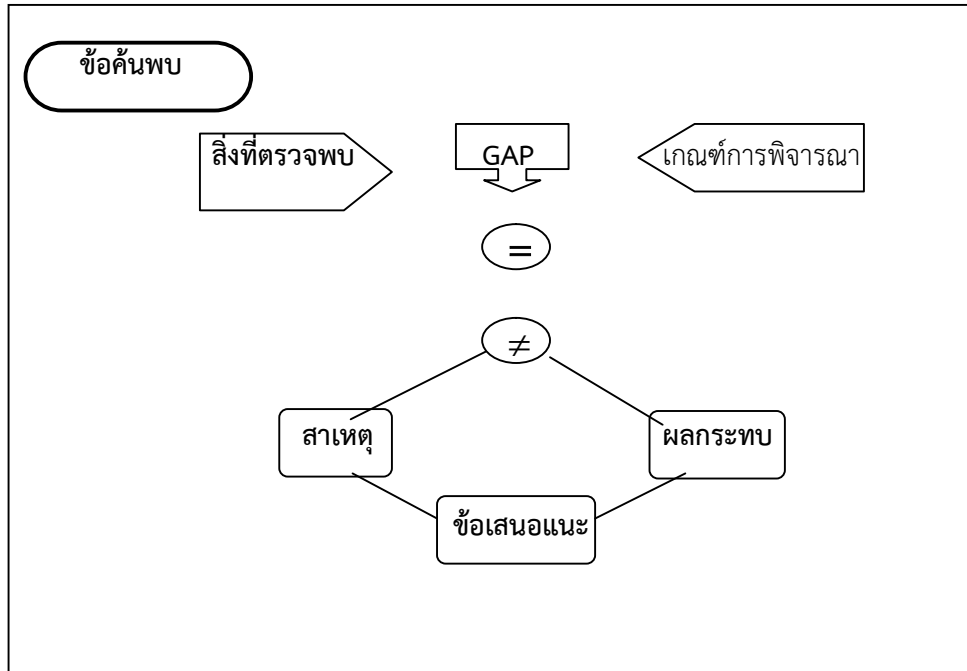 ข้อค้นพบ
สิ่งที่ตรวจพบ
GAP
เกณฑ์การพิจารณา
=
≠
สาเหตุ
ผลกระทบ
ข้อเสนอแนะ